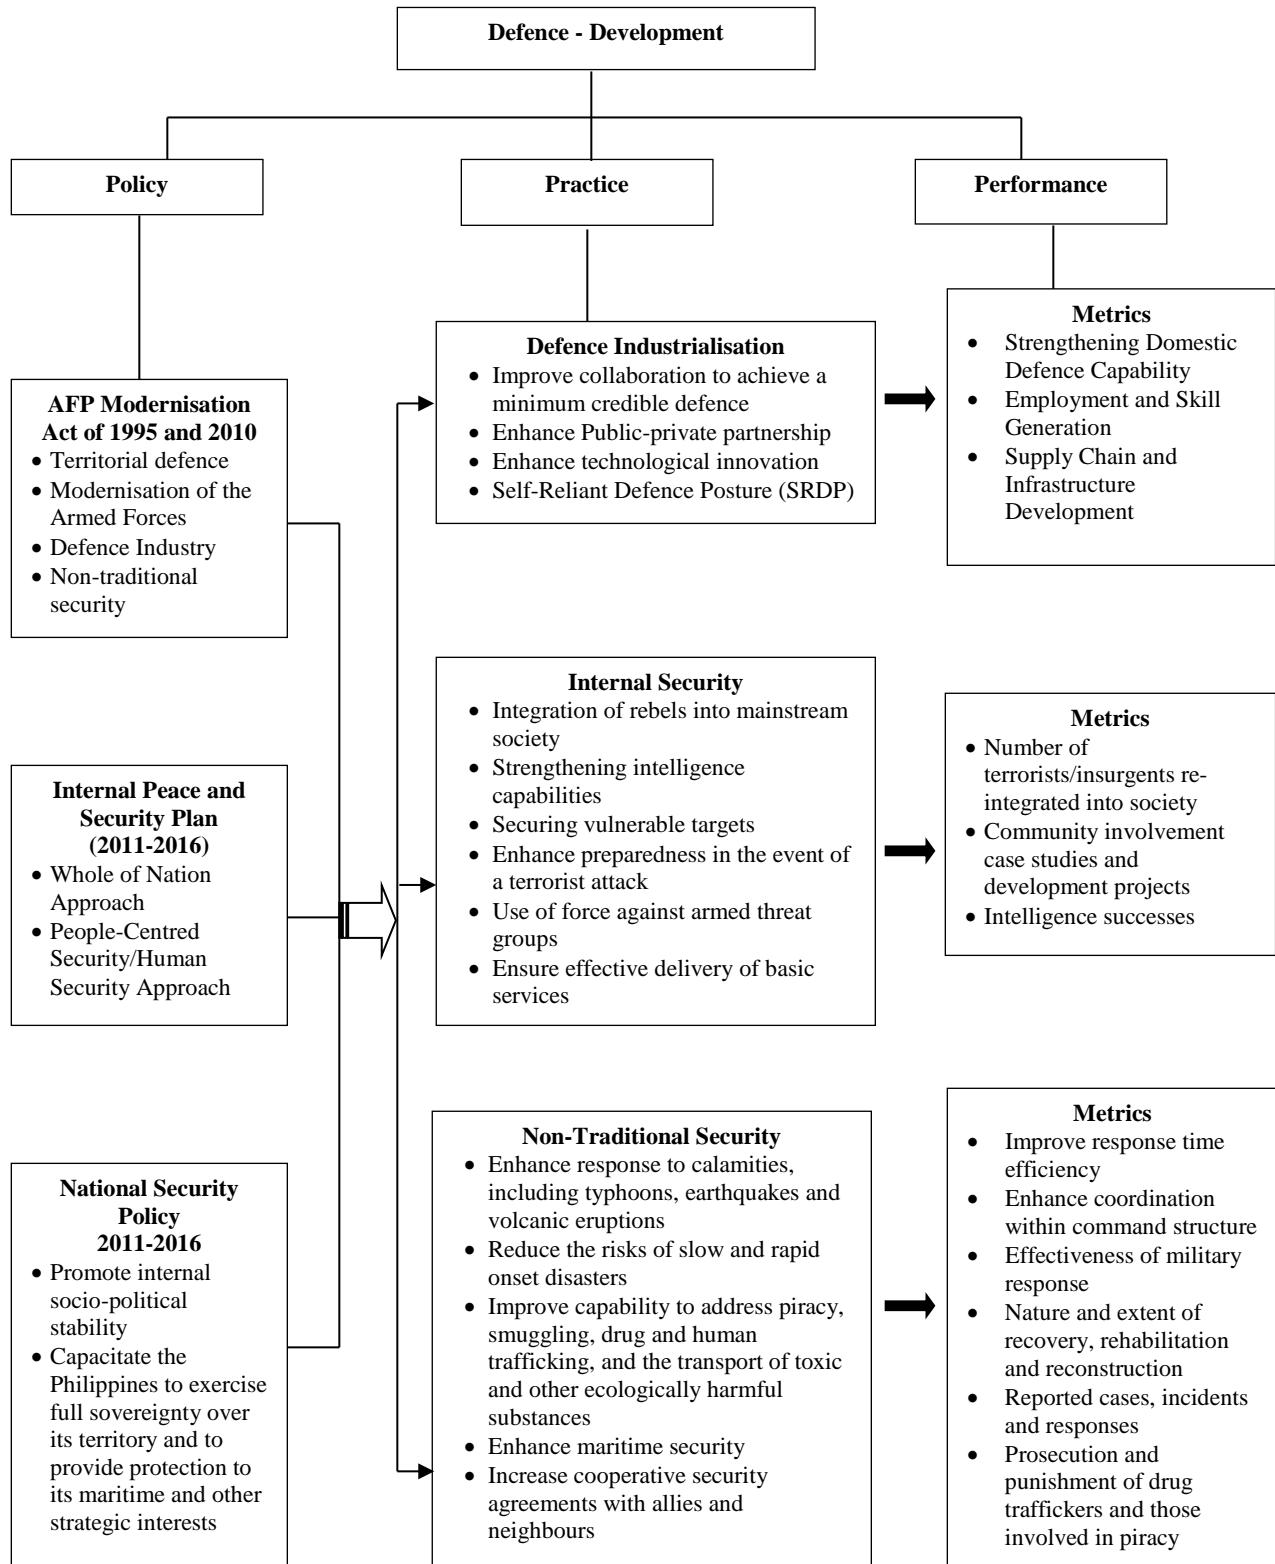 Defence - Development
Policy
Practice
Performance
AFP Modernisation
Act of 1995 and 2010
• Territorial defence
• Modernisation of the
Armed Forces
• Defence Industry
• Non-traditional
security
Internal Peace and
Security Plan
(2011-2016)
• Whole of Nation
Approach
• People-Centred
Security/Human
Security Approach
National Security
Policy
2011-2016
• Promote internal
socio-political
stability
• Capacitate the
Philippines to exercise
full sovereignty over
its territory and to
provide protection to
its maritime and other
strategic interests
Defence Industrialisation
• Improve collaboration to achieve a
minimum credible defence
• Enhance Public-private partnership
• Enhance technological innovation
• Self-Reliant Defence Posture (SRDP)
Internal Security
• Integration of rebels into mainstream
society
• Strengthening intelligence
capabilities
• Securing vulnerable targets
• Enhance preparedness in the event of
a terrorist attack
• Use of force against armed threat
groups
• Ensure effective delivery of basic
services
Non-Traditional Security
• Enhance response to calamities,
including typhoons, earthquakes and
volcanic eruptions
• Reduce the risks of slow and rapid
onset disasters
• Improve capability to address piracy,
smuggling, drug and human
trafficking, and the transport of toxic
and other ecologically harmful
substances
• Enhance maritime security
• Increase cooperative security
agreements with allies and
neighbours
Metrics
• Strengthening Domestic
Defence Capability
• Employment and Skill
Generation
• Supply Chain and
Infrastructure
Development
Metrics
• Number of
terrorists/insurgents re-
integrated into society
• Community involvement
case studies and
development projects
• Intelligence successes
Metrics
• Improve response time
efficiency
• Enhance coordination
within command structure
• Effectiveness of military
response
• Nature and extent of
recovery, rehabilitation
and reconstruction
• Reported cases, incidents
and responses
• Prosecution and
punishment of drug
traffickers and those
involved in piracy